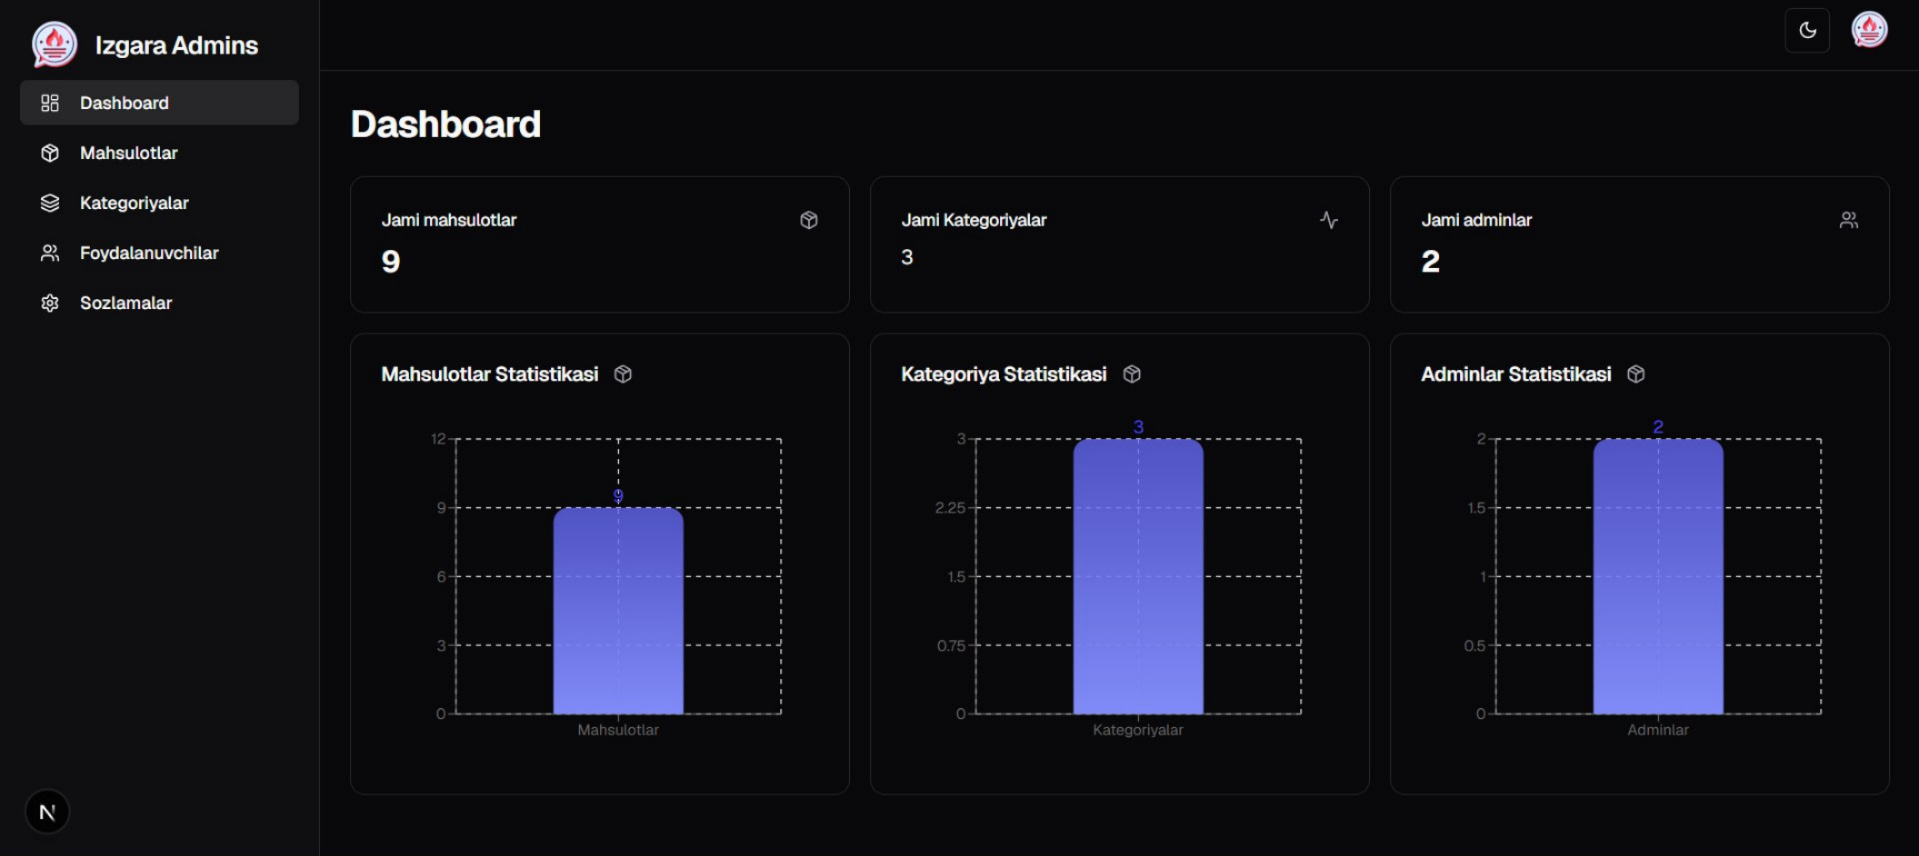 Izgara Admins
Dashboard
Mahsulotlar
Kategoriyalar
Foydalanuvchilar
Sozlamalar
N
Dashboard
Jami mahsulotlar
9
Jami Kategoriyalar
3
Jami adminlar
2
Mahsulotlar Statistikasi
12
9
9
6
3
0
Mahsulotlar
Kategoriya Statistikasi
3
3
2.25
1.5
0.75
0
Kategoriyalar
Adminlar Statistikasi
2
2
1.5
1
0.5
0
Adminlar